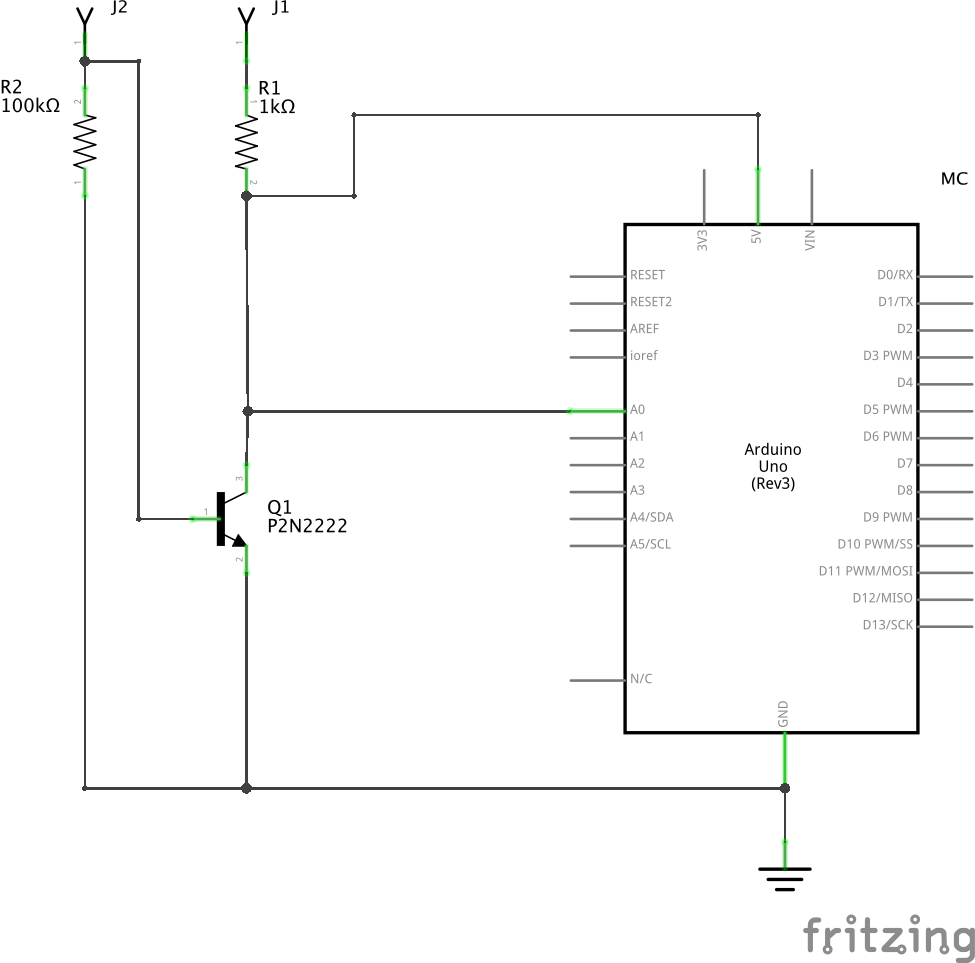 J2
J1
1
1
R2
100kΩ
R1
1kΩ
2
1
1
2
MC
3V3
5V
VIN
RESET
D0/RX
RESET2
D1/TX
AREF
D2
ioref
D3 PWM
D4
A0
D5 PWM
A1
D6 PWM
Arduino
Uno
(Rev3)
A2
D7
A3
D8
3
1
Q1
P2N2222
2
A4/SDA
D9 PWM
A5/SCL
D10 PWM/SS
D11 PWM/MOSI
D12/MISO
D13/SCK
N/C
GND
fritzing